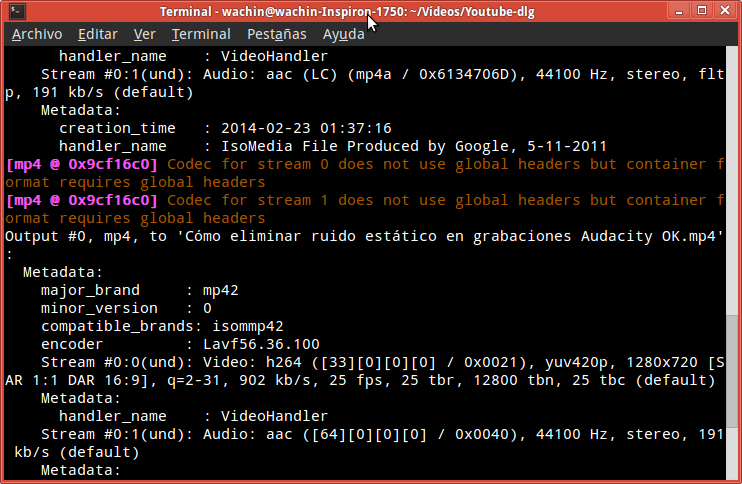 Terminal - wachin@wachin-Inspiron-1750: ~/Vídeos/Youtube-dlg
Archivo Editar Ver Terminal Pestañas Ayuda
handler_name : VideoHandler
Stream #0:1(und): Audio: aac (LC) (mp4a / 0x6134706D), 44100 Hz, stereo, flt
p, 191 kb/s (default)
Metadata:
creation_time : 2014-02-23 01:37:16
handler_name : IsoMedia File Produced by Google, 5-11-2011
[mp4 @ 0x9cf16c0] Codec for stream 0 does not use global headers but container f
ormat requires global headers
[mp4 @ 0x9cf16c0] Codec for stream 1 does not use global headers but container f
ormat requires global headers
Output #0, mp4, to 'Cómo eliminar ruido estático en grabaciones Audacity OK.mp4'
:
Metadata:
major_brand : mp42
minor_version : 0
compatible_brands: isommp42
encoder : Lavf56.36.100
Stream #0:0(und): Video: h264 ([33][0][0][0] / 0x0021), yuv420p, 1280x720 [S
AR 1:1 DAR 16:9], q=2-31, 902 kb/s, 25 fps, 25 tbr, 12800 tbn, 25 tbc (default)
Metadata:
handler_name : VideoHandler
Stream #0:1(und): Audio: aac ([64][0][0][0] / 0x0040), 44100 Hz, stereo, 191
kb/s (default)
Metadata: